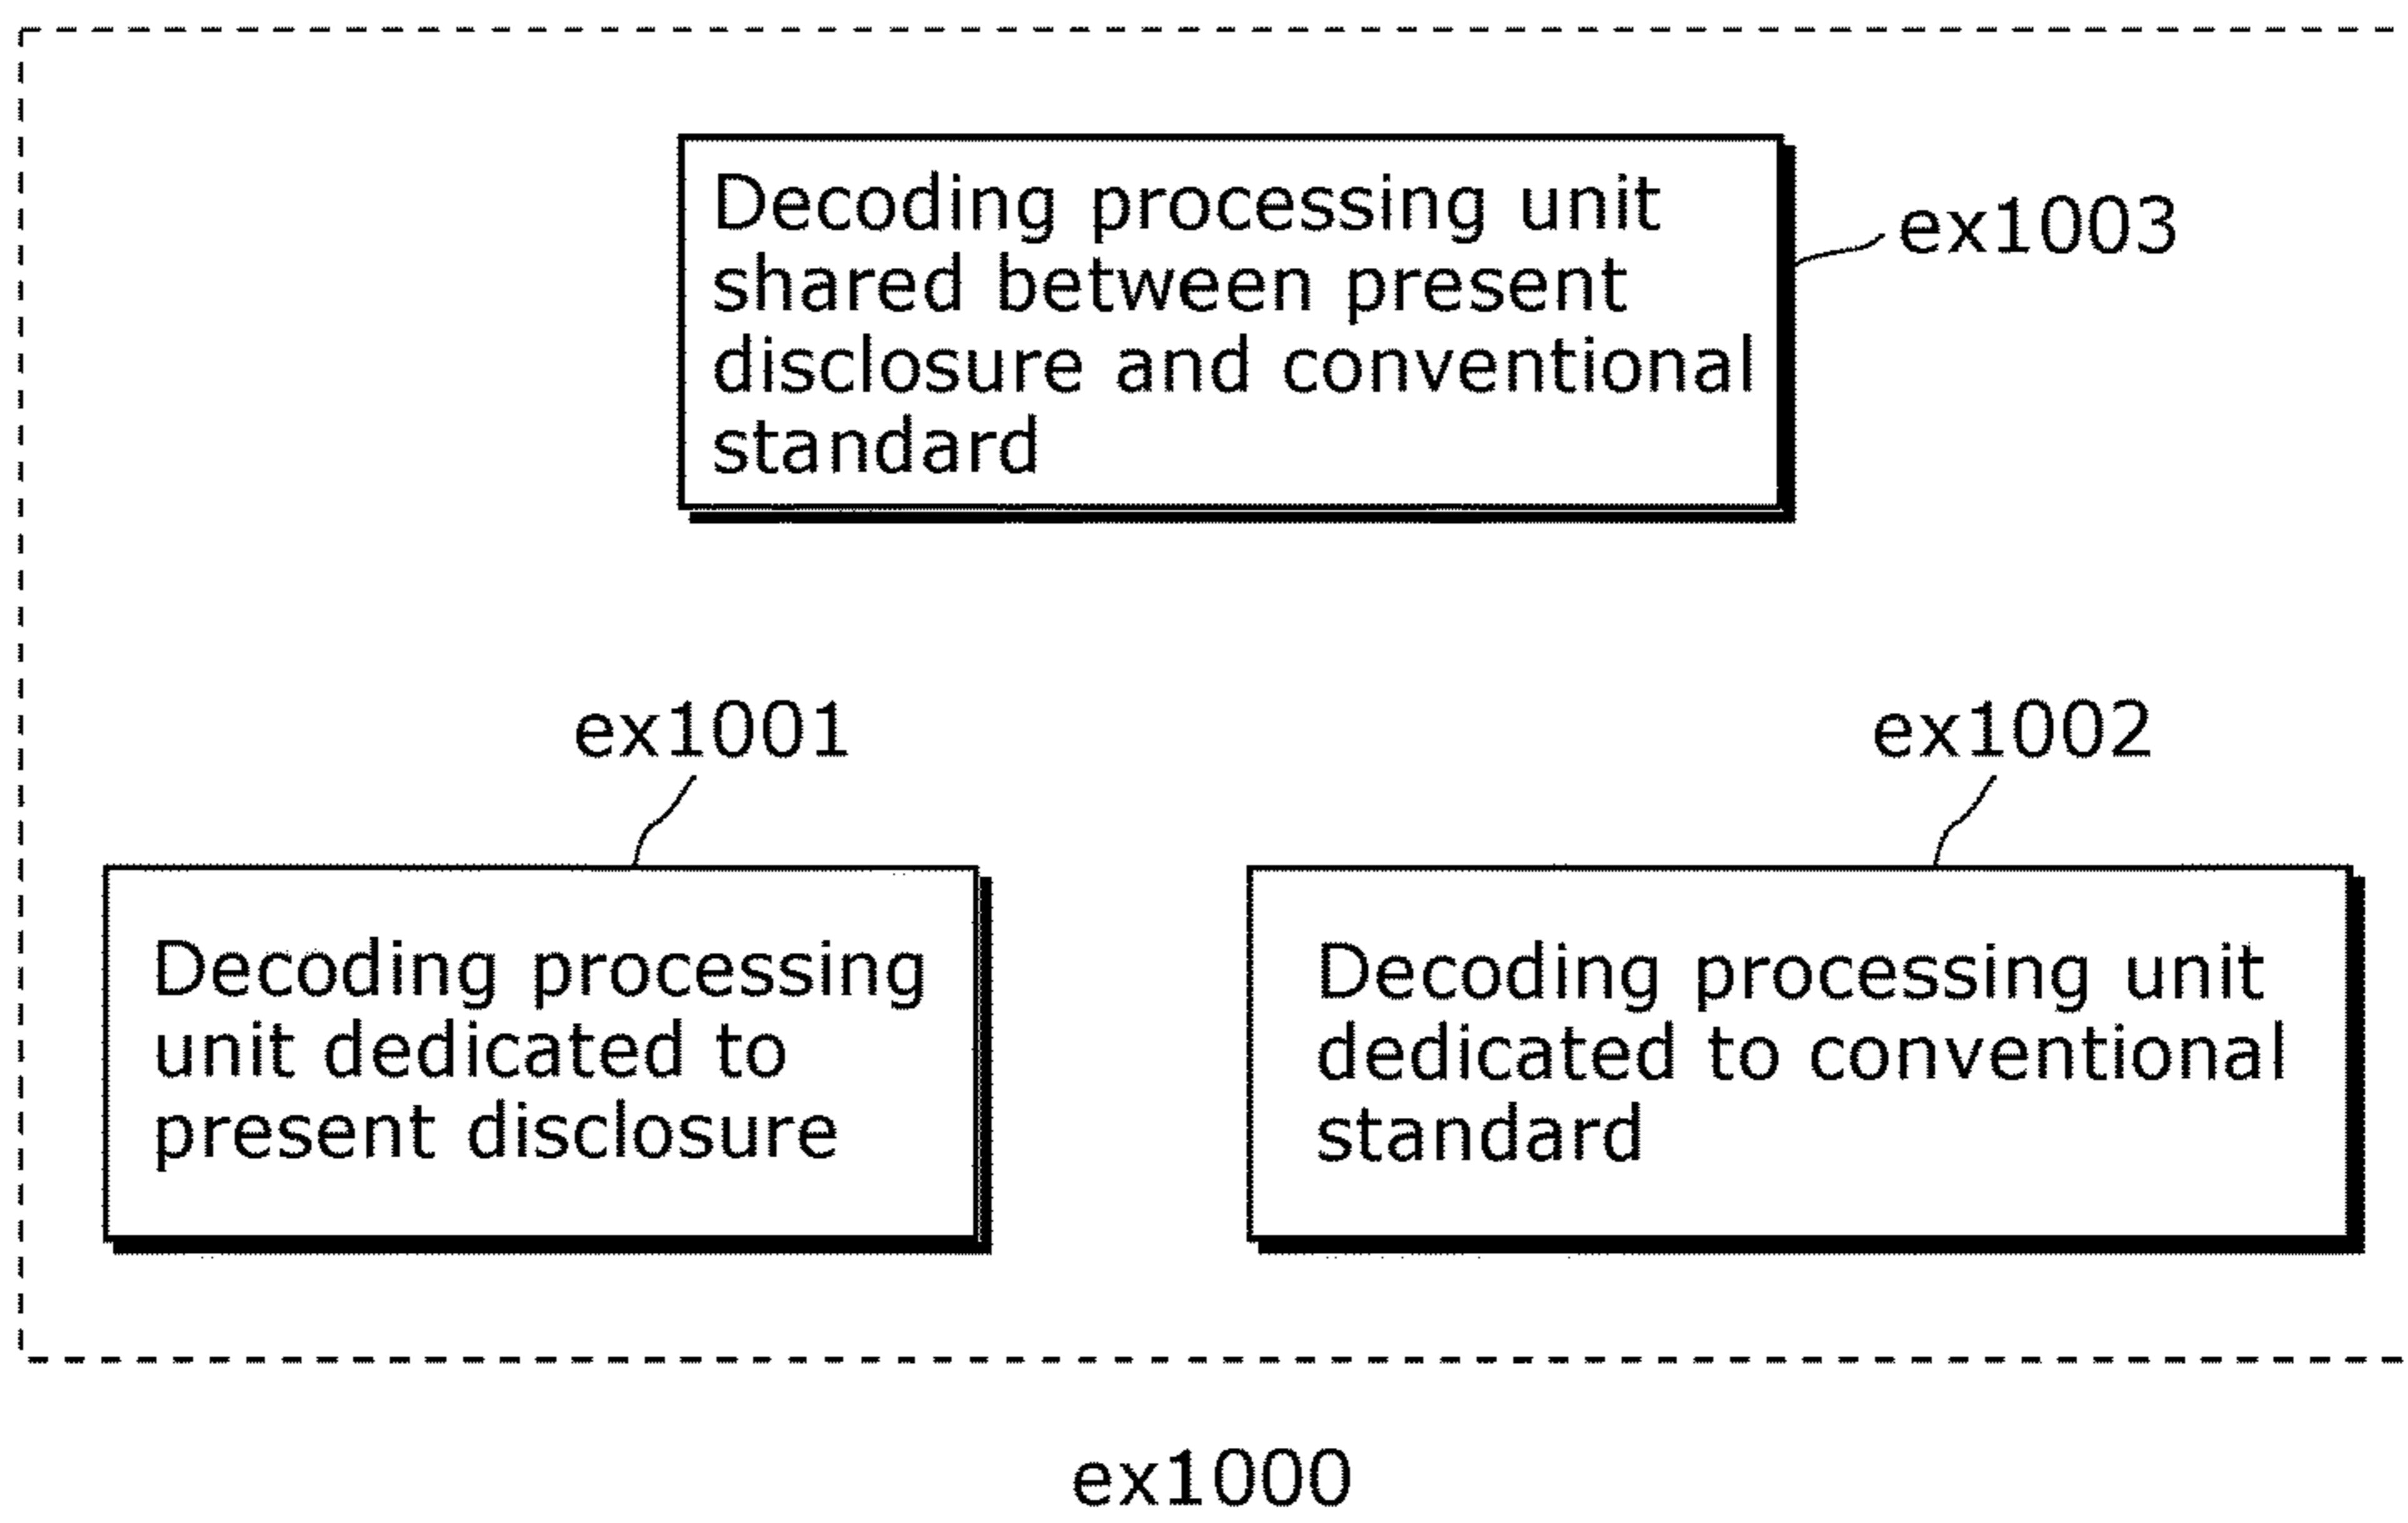 Decoding processing unit
shared between present
disclosure and conventional
standard
ex1003
ex1001
ex1002
Decoding processing
unit dedicated to
present disclosure
Decoding processing unit
dedicated to conventional
standard
ex1000